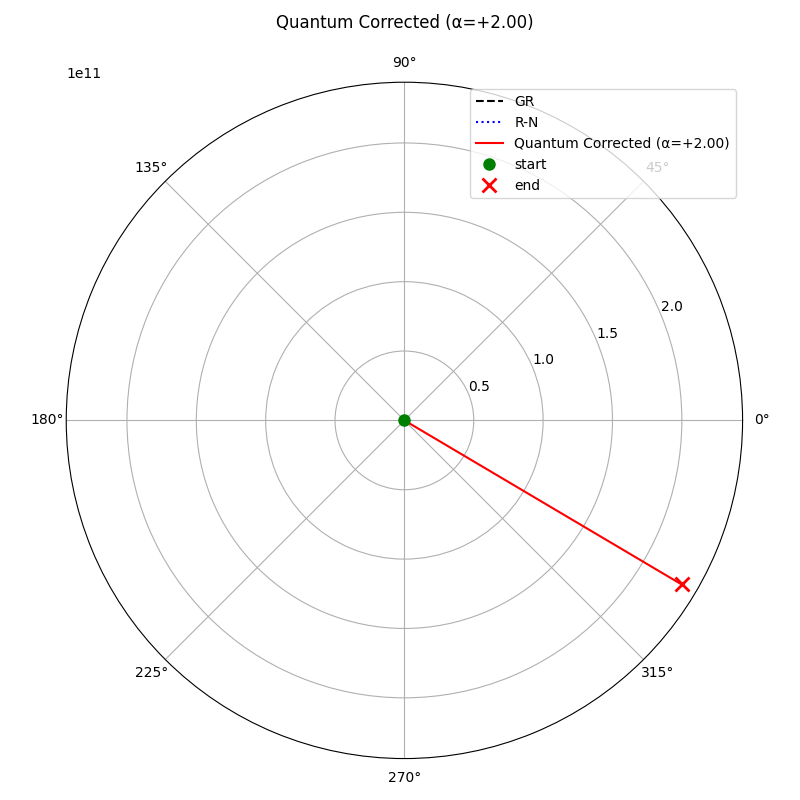 Quantum Corrected (α=+2.00)
1e11
90°
GR
R-N
Quantum Corrected (α=+2.00)
start
end
135°
45°
2.0
1.5
1.0
0.5
180°
0°
225°
315°
270°